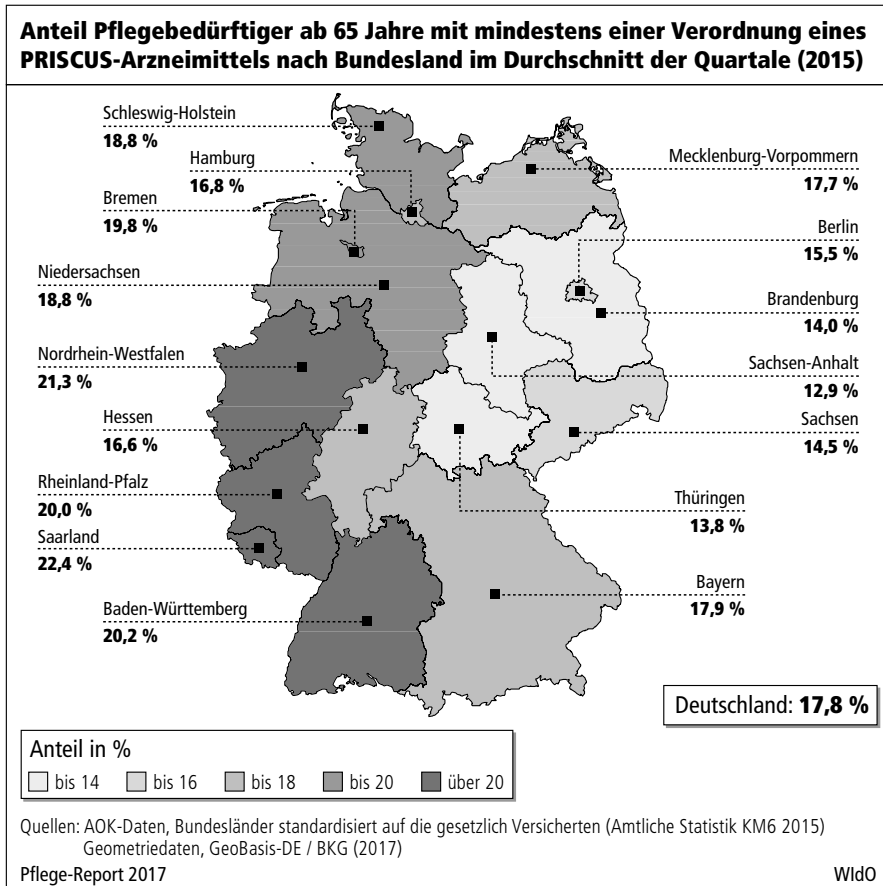 Anteil Pflegebedürftiger ab 65 Jahre mit mindestens einer Verordnung eines
PRISCUS-Arzneimittels nach Bundesland im Durchschnitt der Quartale (2015)
Schleswig-Holstein
18,8 %
Hamburg
16,8 %
Bremen
19,8 %
Niedersachsen
18,8 %
Nordrhein-Westfalen
21,3 %
Hessen
16,6 %
Rheinland-Pfalz
20,0 %
Saarland
22,4 %
Baden-Württemberg
20,2 %
Mecklenburg-Vorpommern
17,7 %
Berlin
15,5 %
Brandenburg
14,0 %
Sachsen-Anhalt
12,9 %
Sachsen
14,5 %
Thüringen
13,8 %
Bayern
17,9 %
Deutschland: 17,8 %
Anteil in %
bis 14 bis 16 bis 18 bis 20 über 20
Quellen: AOK-Daten, Bundesländer standardisiert auf die gesetzlich Versicherten (Amtliche Statistik KM6 2015)
Geometriedaten, GeoBasis-DE / BKG (2017)
Pflege-Report 2017 WIdO